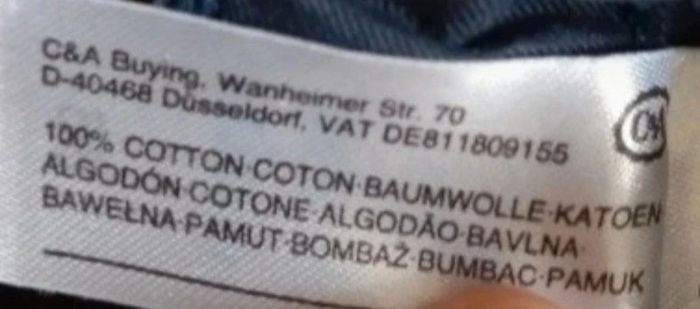 C&A Buying, Wanheimer Str. 70
D-40468 Düsseldorf, VAT DE811809155
C&A
100% COTTON·COTON·BAUMWOLLE·KATOEN
ALGODÓN·COTONE·ALGODÃO·BAVLNA·
BAWEŁNA·PAMUT·BOMBAŽ·BUMBAC·PAMUK